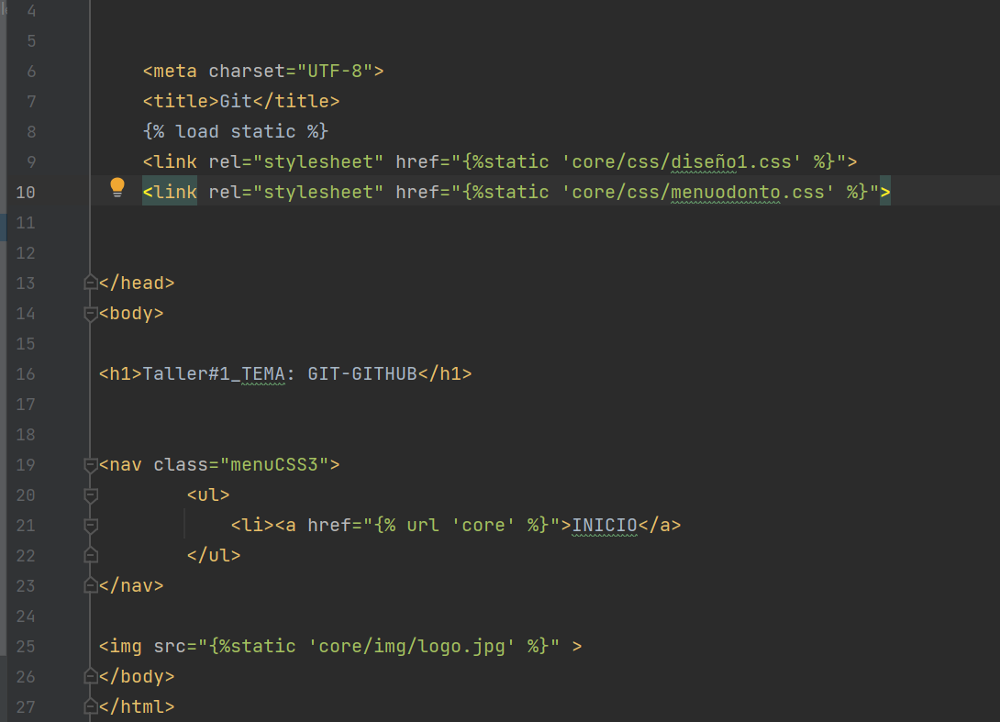 4
5
6 <meta charset="UTF-8">
7 <title>Git</title>
8 {% load static %}
9 <link rel="stylesheet" href="{%static 'core/css/diseño1.css' %}">
10 <link rel="stylesheet" href="{%static 'core/css/menuodonto.css' %}">
11
12
13 </head>
14 <body>
15
16 <h1>Taller#1_TEMA: GIT-GITHUB</h1>
17
18
19 <nav class="menuCSS3">
20 <ul>
21 <li><a href="{% url 'core' %}">INICIO</a>
22 </ul>
23 </nav>
24
25 <img src="{%static 'core/img/logo.jpg' %}" >
26 </body>
27 </html>